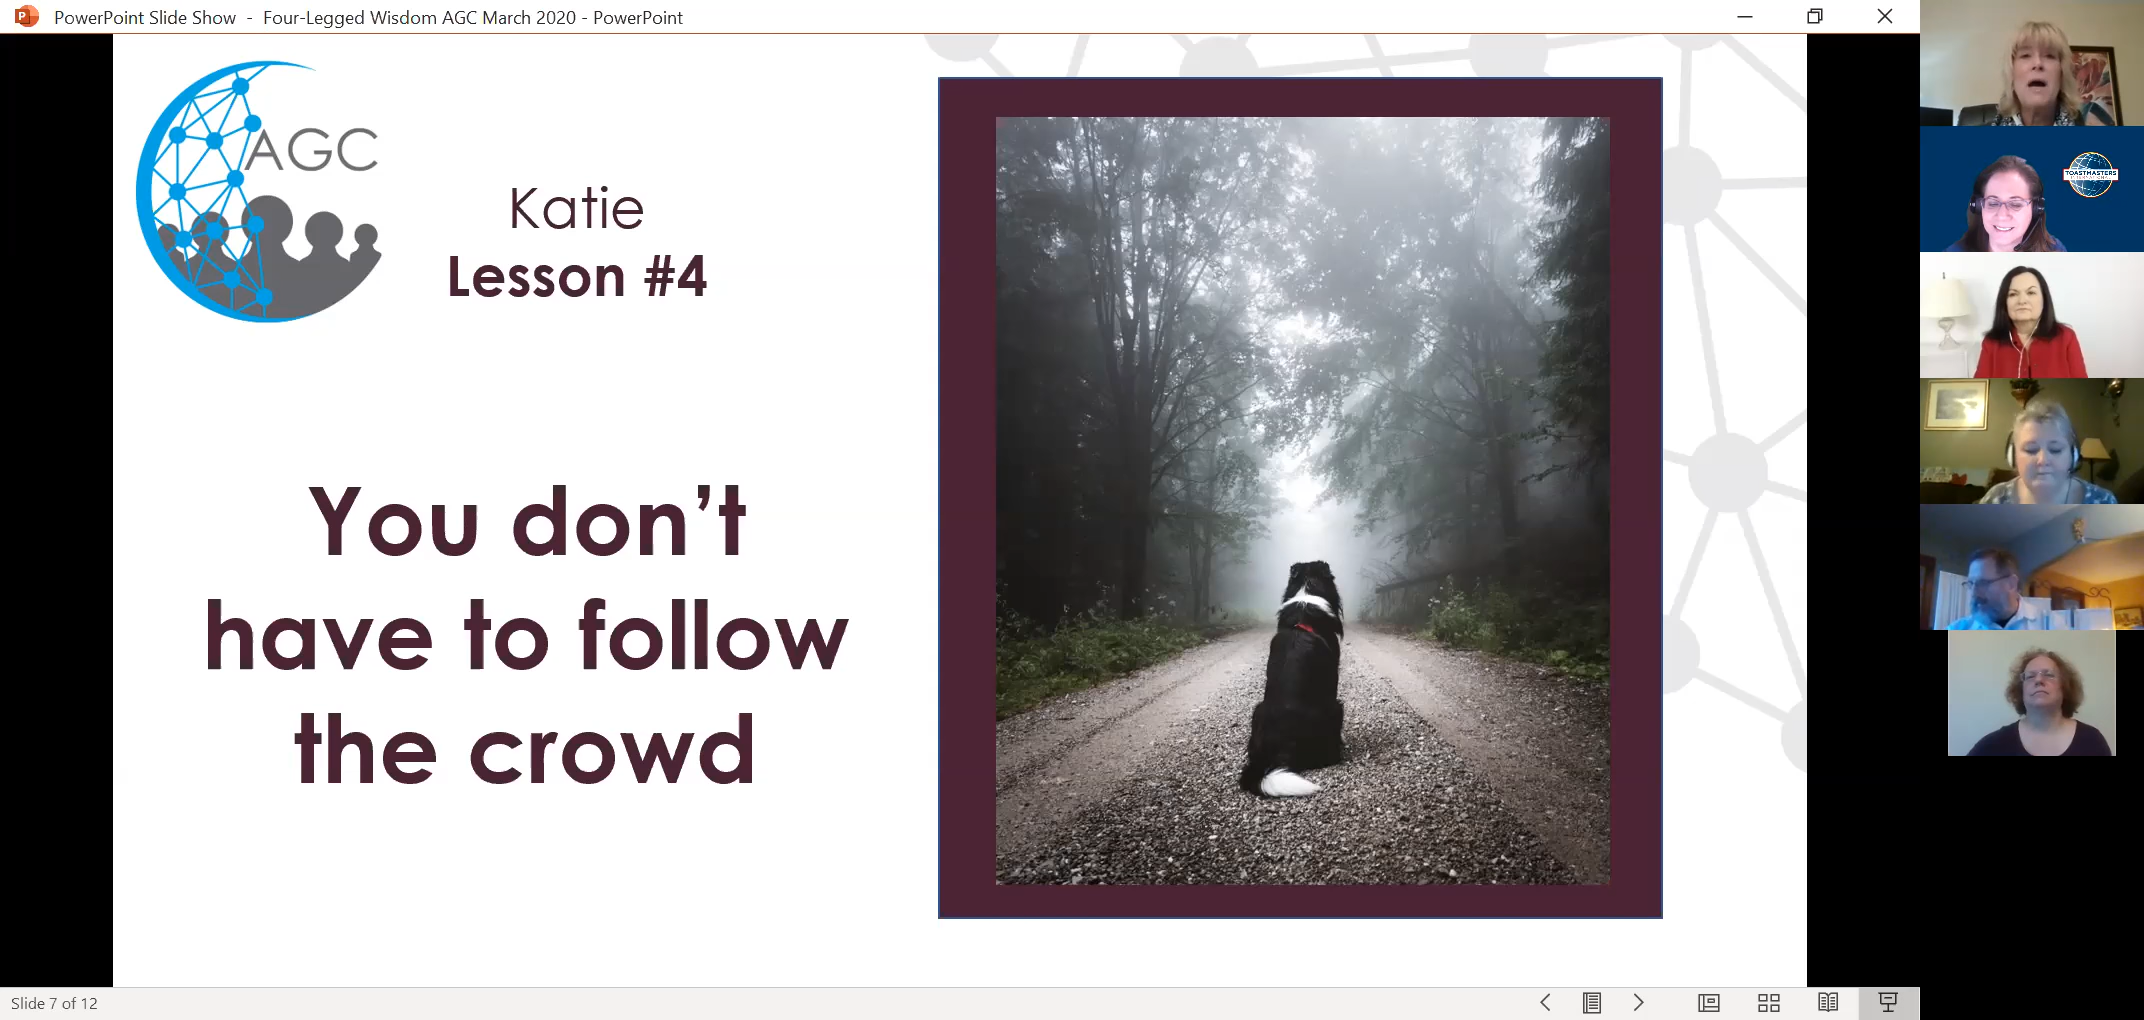 PowerPoint Slide Show - Four-Legged Wisdom AGC March 2020 - PowerPoint
AGC
Katie
Lesson #4
You don't
have to follow
the crowd
TOASTMASTERS
INTERNATIONAL
Slide 7 of 12